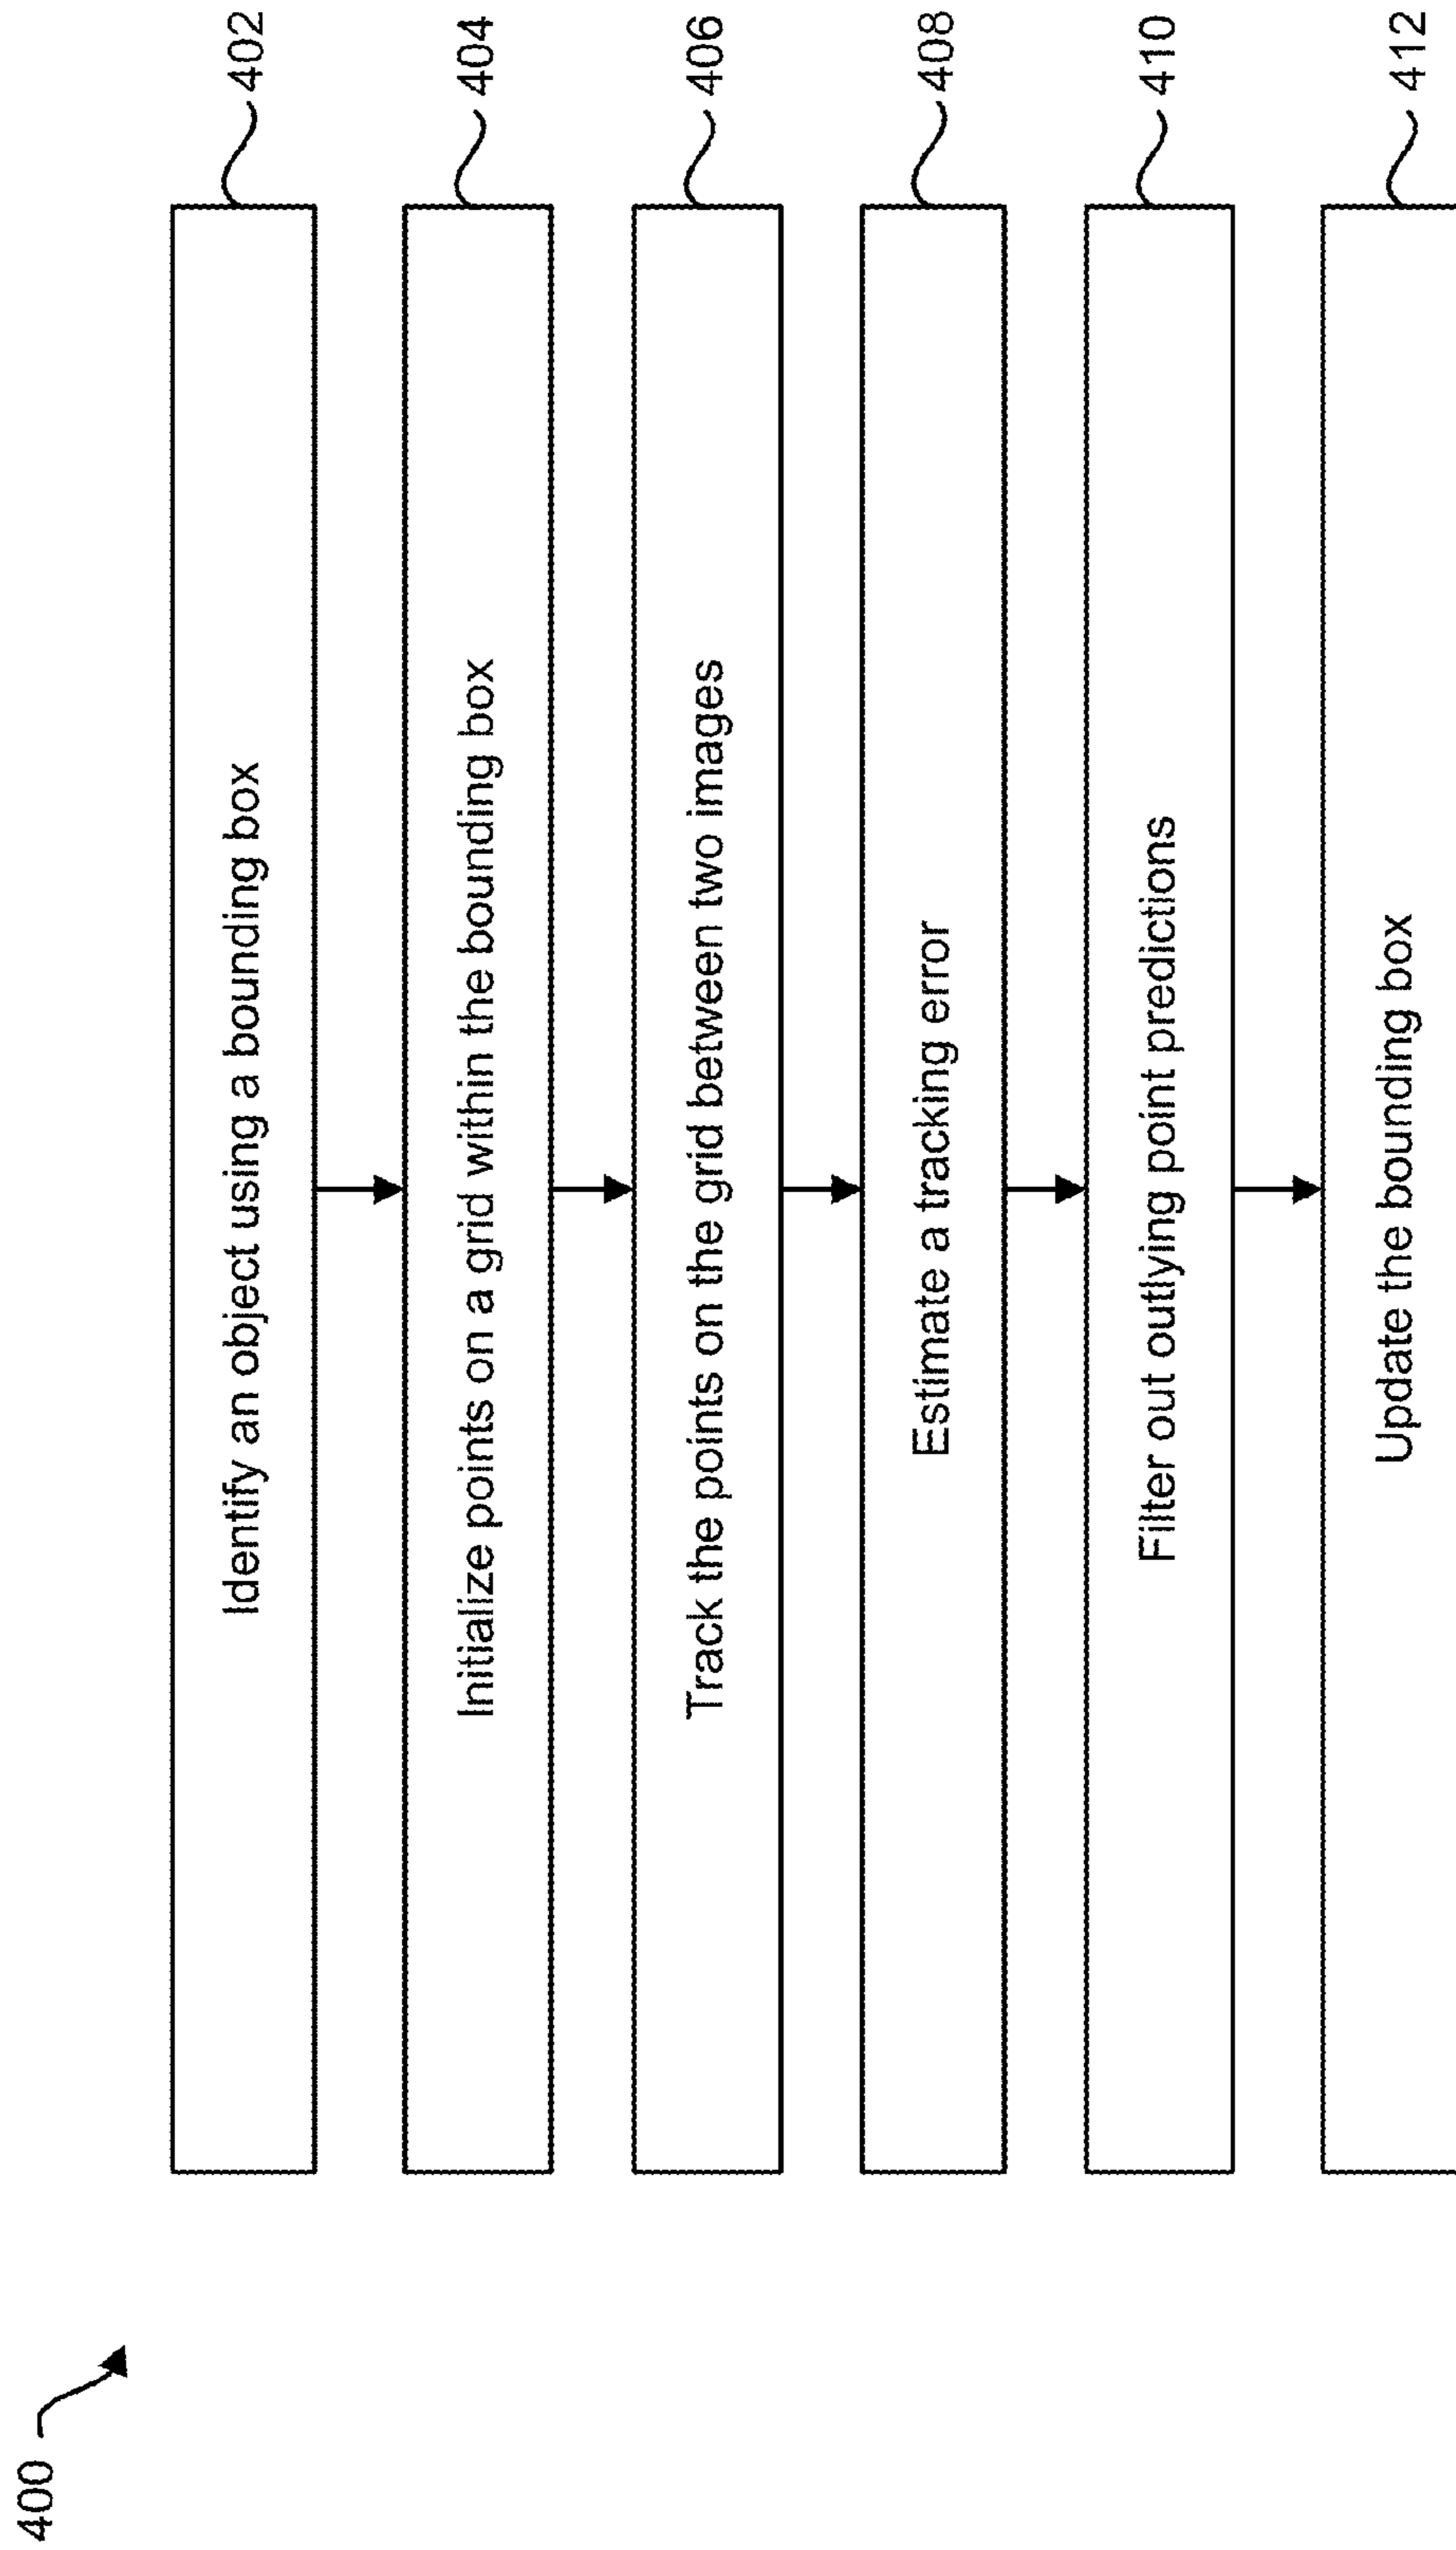 400
Identify an object using a bounding box
402
Initialize points on a grid within the bounding box
404
Track the points on the grid between two images
406
Estimate a tracking error
408
Filter out outlying point predictions
410
Update the bounding box
412